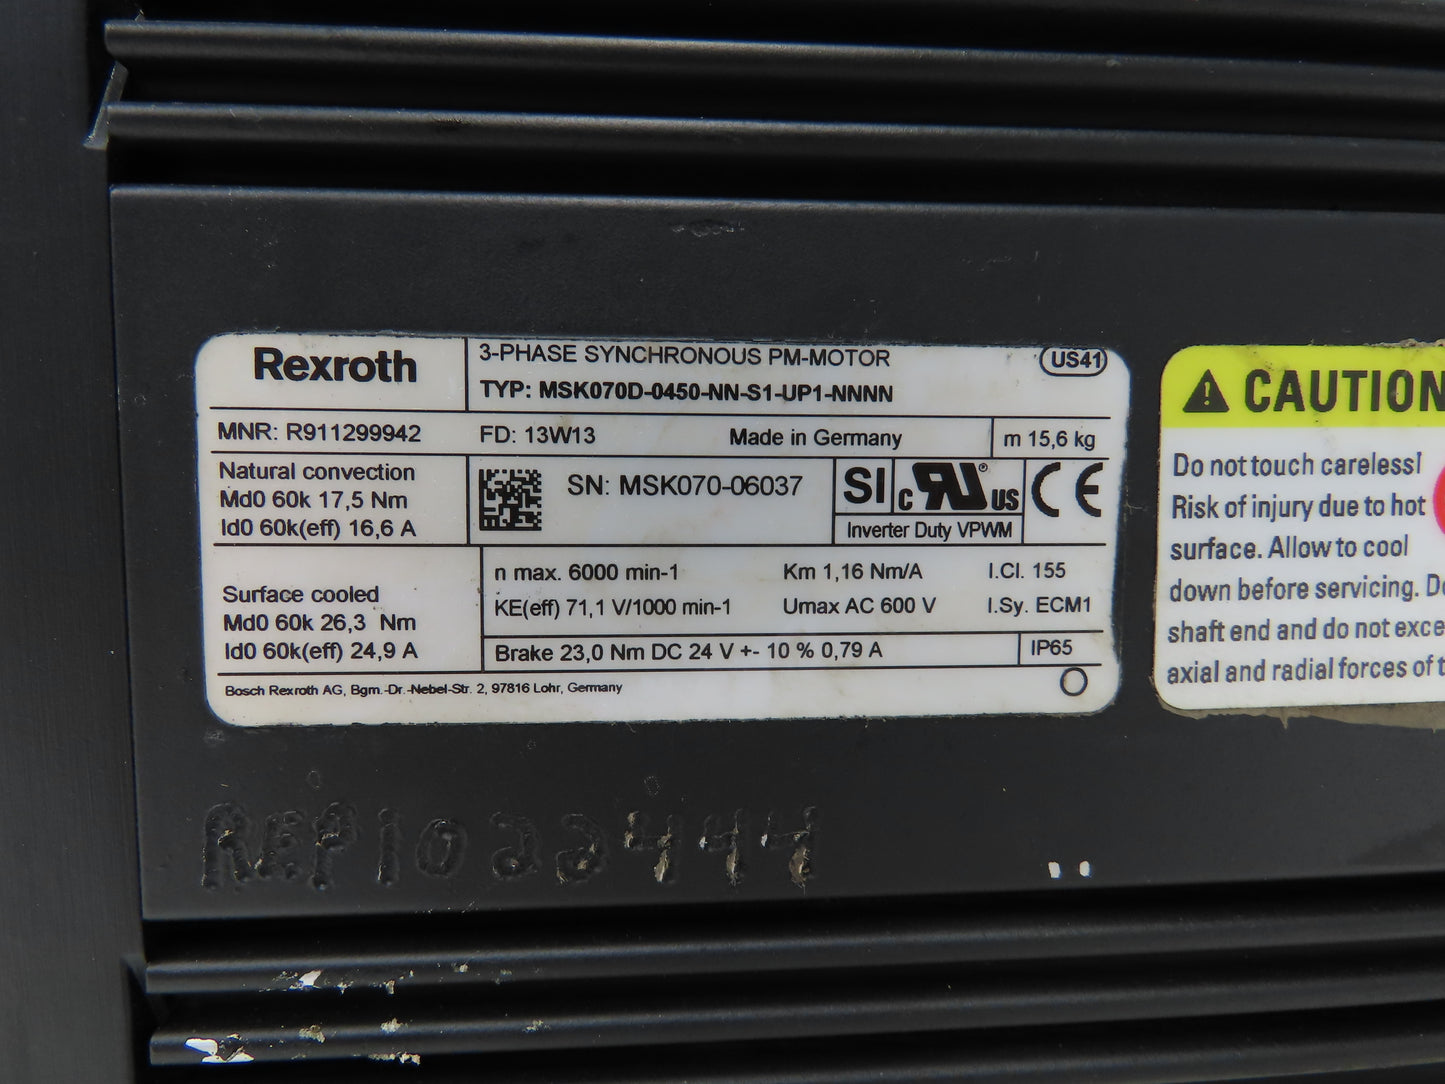 Rexroth
3-PHASE SYNCHRONOUS PM-MOTOR
US41
TYP: MSK070D-0450-NN-S1-UP1-NNNN
MNR: R911299942
FD: 13W13
Made in Germany
m 15,6 kg
Natural convection
Md0 60k 17,5 Nm
Id0 60k(eff) 16,6 A
SN: MSK070-06037
SI
c RU US
CE
Inverter Duty VPWM
Surface cooled
Md0 60k 26,3 Nm
Id0 60k(eff) 24,9 A
n max. 6000 min-1
Km 1,16 Nm/A
I.Cl. 155
KE(eff) 71,1 V/1000 min-1
Umax AC 600 V
I.Sy. ECM1
Brake 23,0 Nm DC 24 V +- 10 % 0,79 A
IP65
Bosch Rexroth AG, Bgm.-Dr.-Nebel-Str. 2, 97816 Lohr, Germany
CAUTION
Do not touch careless!
Risk of injury due to hot
surface. Allow to cool
down before servicing.
shaft end and do not
axial and radial forces of